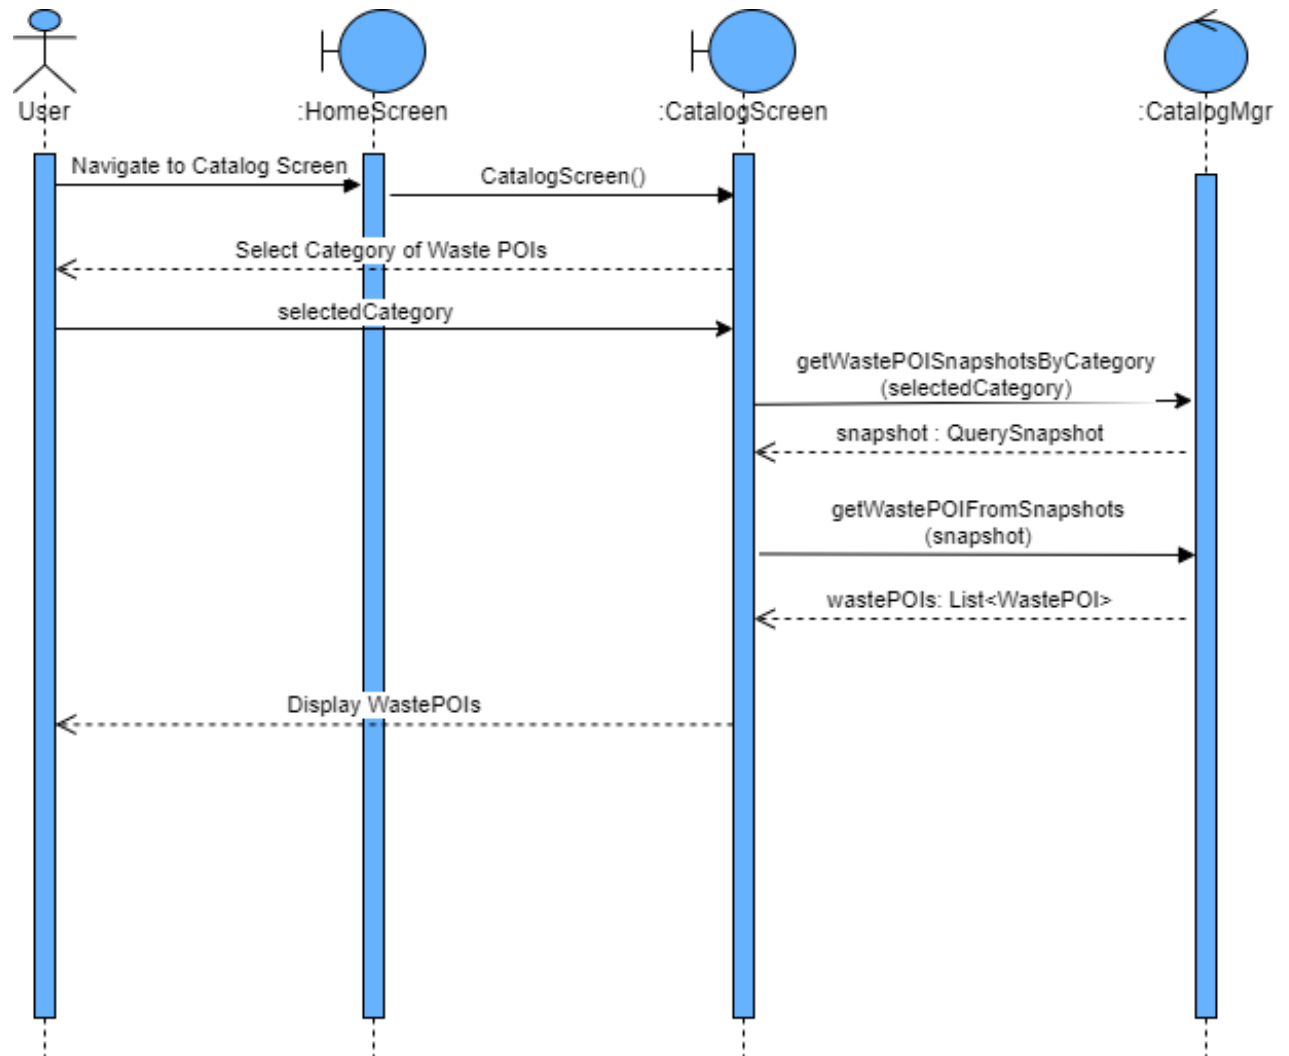 User
:HomeScreen
:CatalogScreen
:CatalogMgr
Navigate to Catalog Screen
CatalogScreen()
Select Category of Waste POIs
selectedCategory
getWastePOISnapshotsByCategory
(selectedCategory)
snapshot : QuerySnapshot
getWastePOIFromSnapshots
(snapshot)
wastePOIs: List<WastePOI>
Display WastePOIs